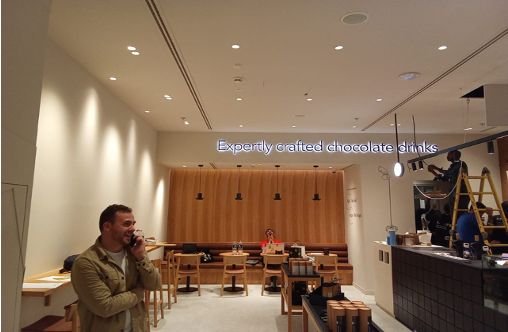 Expertly crafted chocolate drinks